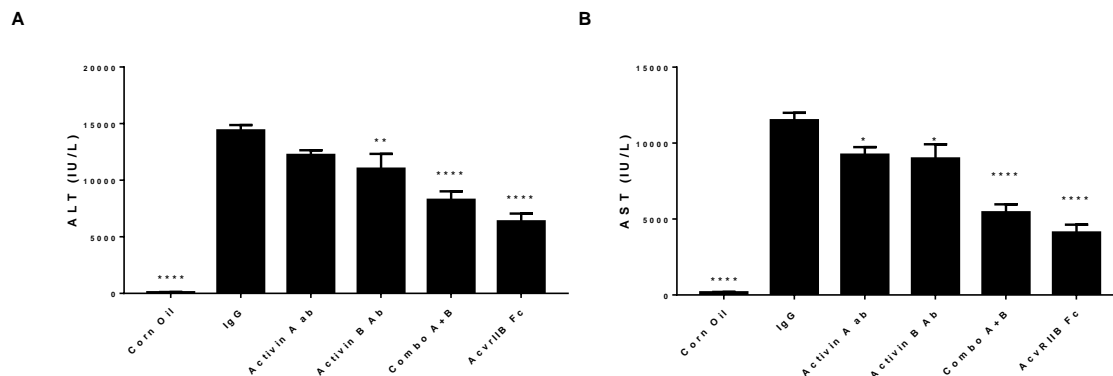 A
ALT (IU/L)
20000
15000
10000
5000
0
****
**
****
****
Corn Oil
IgG
Activin A ab
Activin B Ab
Combo A+B
AcvrIIB Fc
B
AST (IU/L)
15000
10000
5000
0
****
*
*
****
****
Corn Oil
IgG
Activin A ab
Activin B Ab
Combo A+B
AcvRIIB Fc